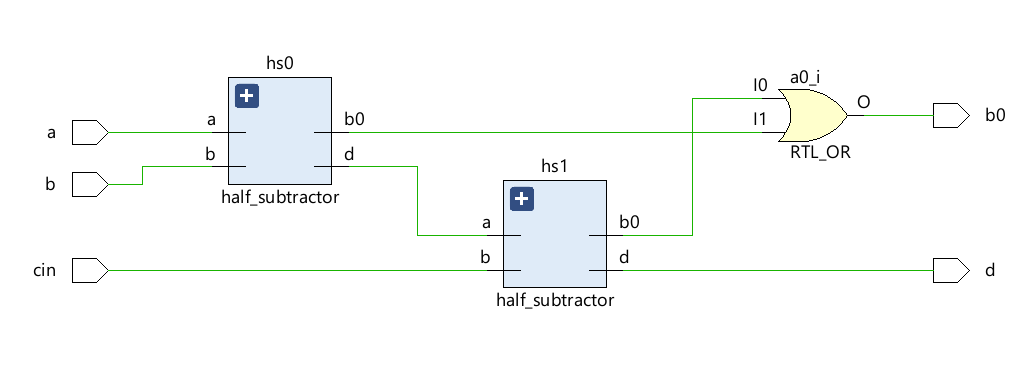 hs0
a
b
a
b
b0
d
half_subtractor
hs1
cin
a
b
b0
d
half_subtractor
a0_i
I0
I1
O
RTL_OR
b0
d